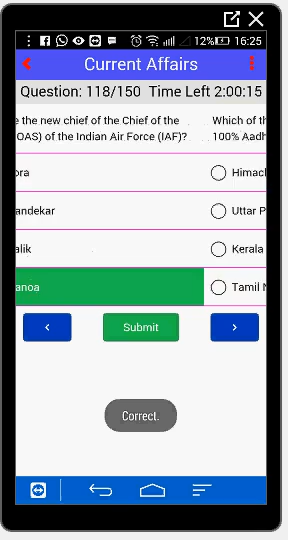 12% 16:25
Current Affairs
Question: 118/150 Time Left 2:00:15
e the new chief of the Chief of the
OAS) of the Indian Air Force (IAF)?
Which of th
100% Aadh
ora
andekar
alik
anoa
Himac
Uttar P
Kerala
Tamil N
<
Submit
>
Correct.